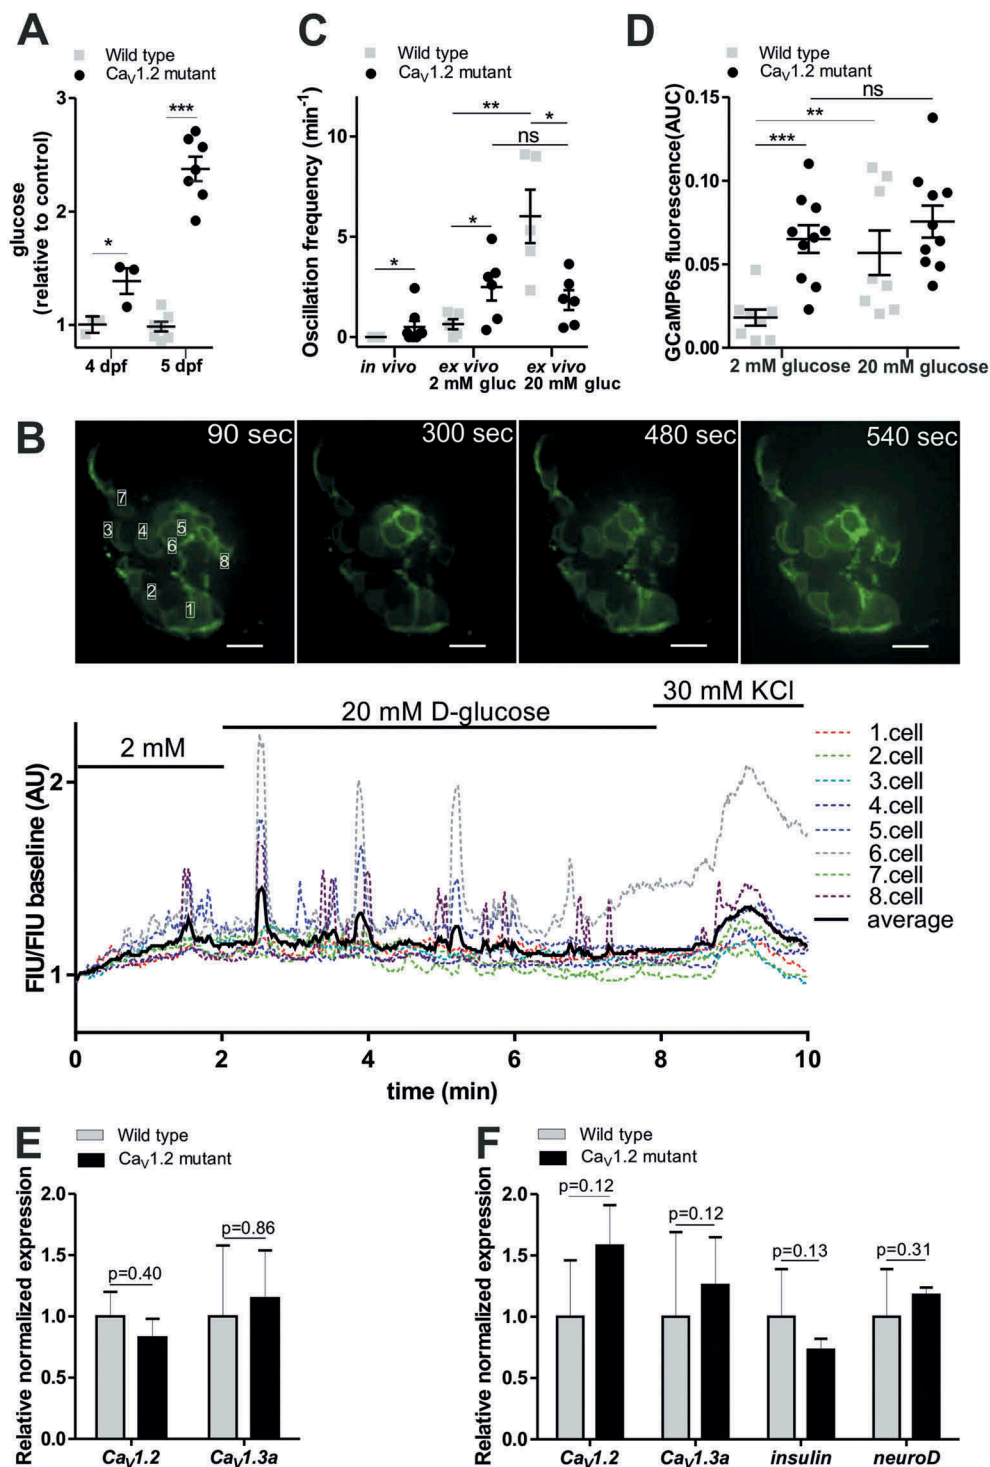 A
Wild type
CaV1.2 mutant
glucose
(relative to control)
3
2
1
*
***
4 dpf
5 dpf
C
Wild type
CaV1.2 mutant
Oscillation frequency (min-1)
10
5
0
*
*
**
*
ns
in vivo
ex vivo
2 mM gluc
ex vivo
20 mM gluc
D
Wild type
CaV1.2 mutant
GCaMP6s fluorescence(AUC)
0.15
0.10
0.05
0.00
ns
**
***
2 mM glucose
20 mM glucose
B
90 sec
300 sec
480 sec
540 sec
7
3
4
5
6
8
2
1
2 mM
20 mM D-glucose
30 mM KCl
FIU/FIU baseline (AU)
2
1
0
2
4
6
8
10
time (min)
1.cell
2.cell
3.cell
4.cell
5.cell
6.cell
7.cell
8.cell
average
E
Wild type
CaV1.2 mutant
Relative normalized expression
2.0
1.5
1.0
0.5
0.0
p=0.40
p=0.86
CaV1.2
CaV1.3a
F
Wild type
CaV1.2 mutant
Relative normalized expression
2.0
1.5
1.0
0.5
0.0
p=0.12
p=0.12
p=0.13
p=0.31
CaV1.2
CaV1.3a
insulin
neuroD